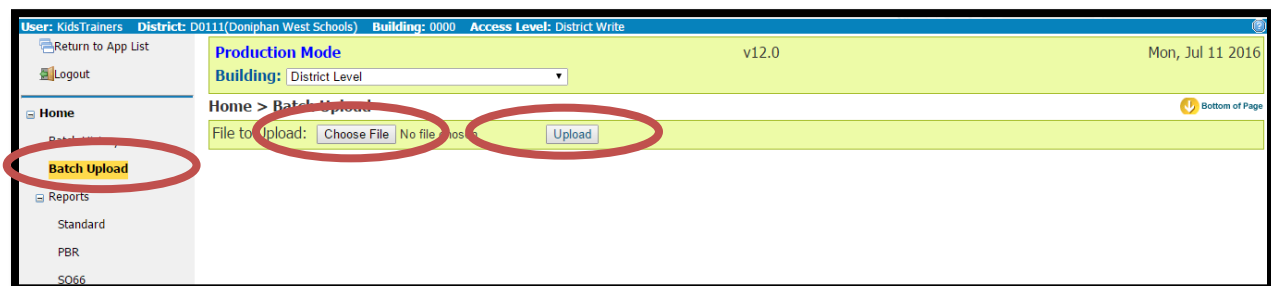 User: KidsTrainers District: D0111(Doniphan West Schools) Building: 0000 Access Level: District Write
Return to App List
Logout
Home
Batch Upload
Reports
Standard
PBR
SO66
Production Mode v12.0 Mon, Jul 11 2016
Building: District Level
Home > Batch Upload Bottom of Page
File to Upload: Choose File No file chosen Upload